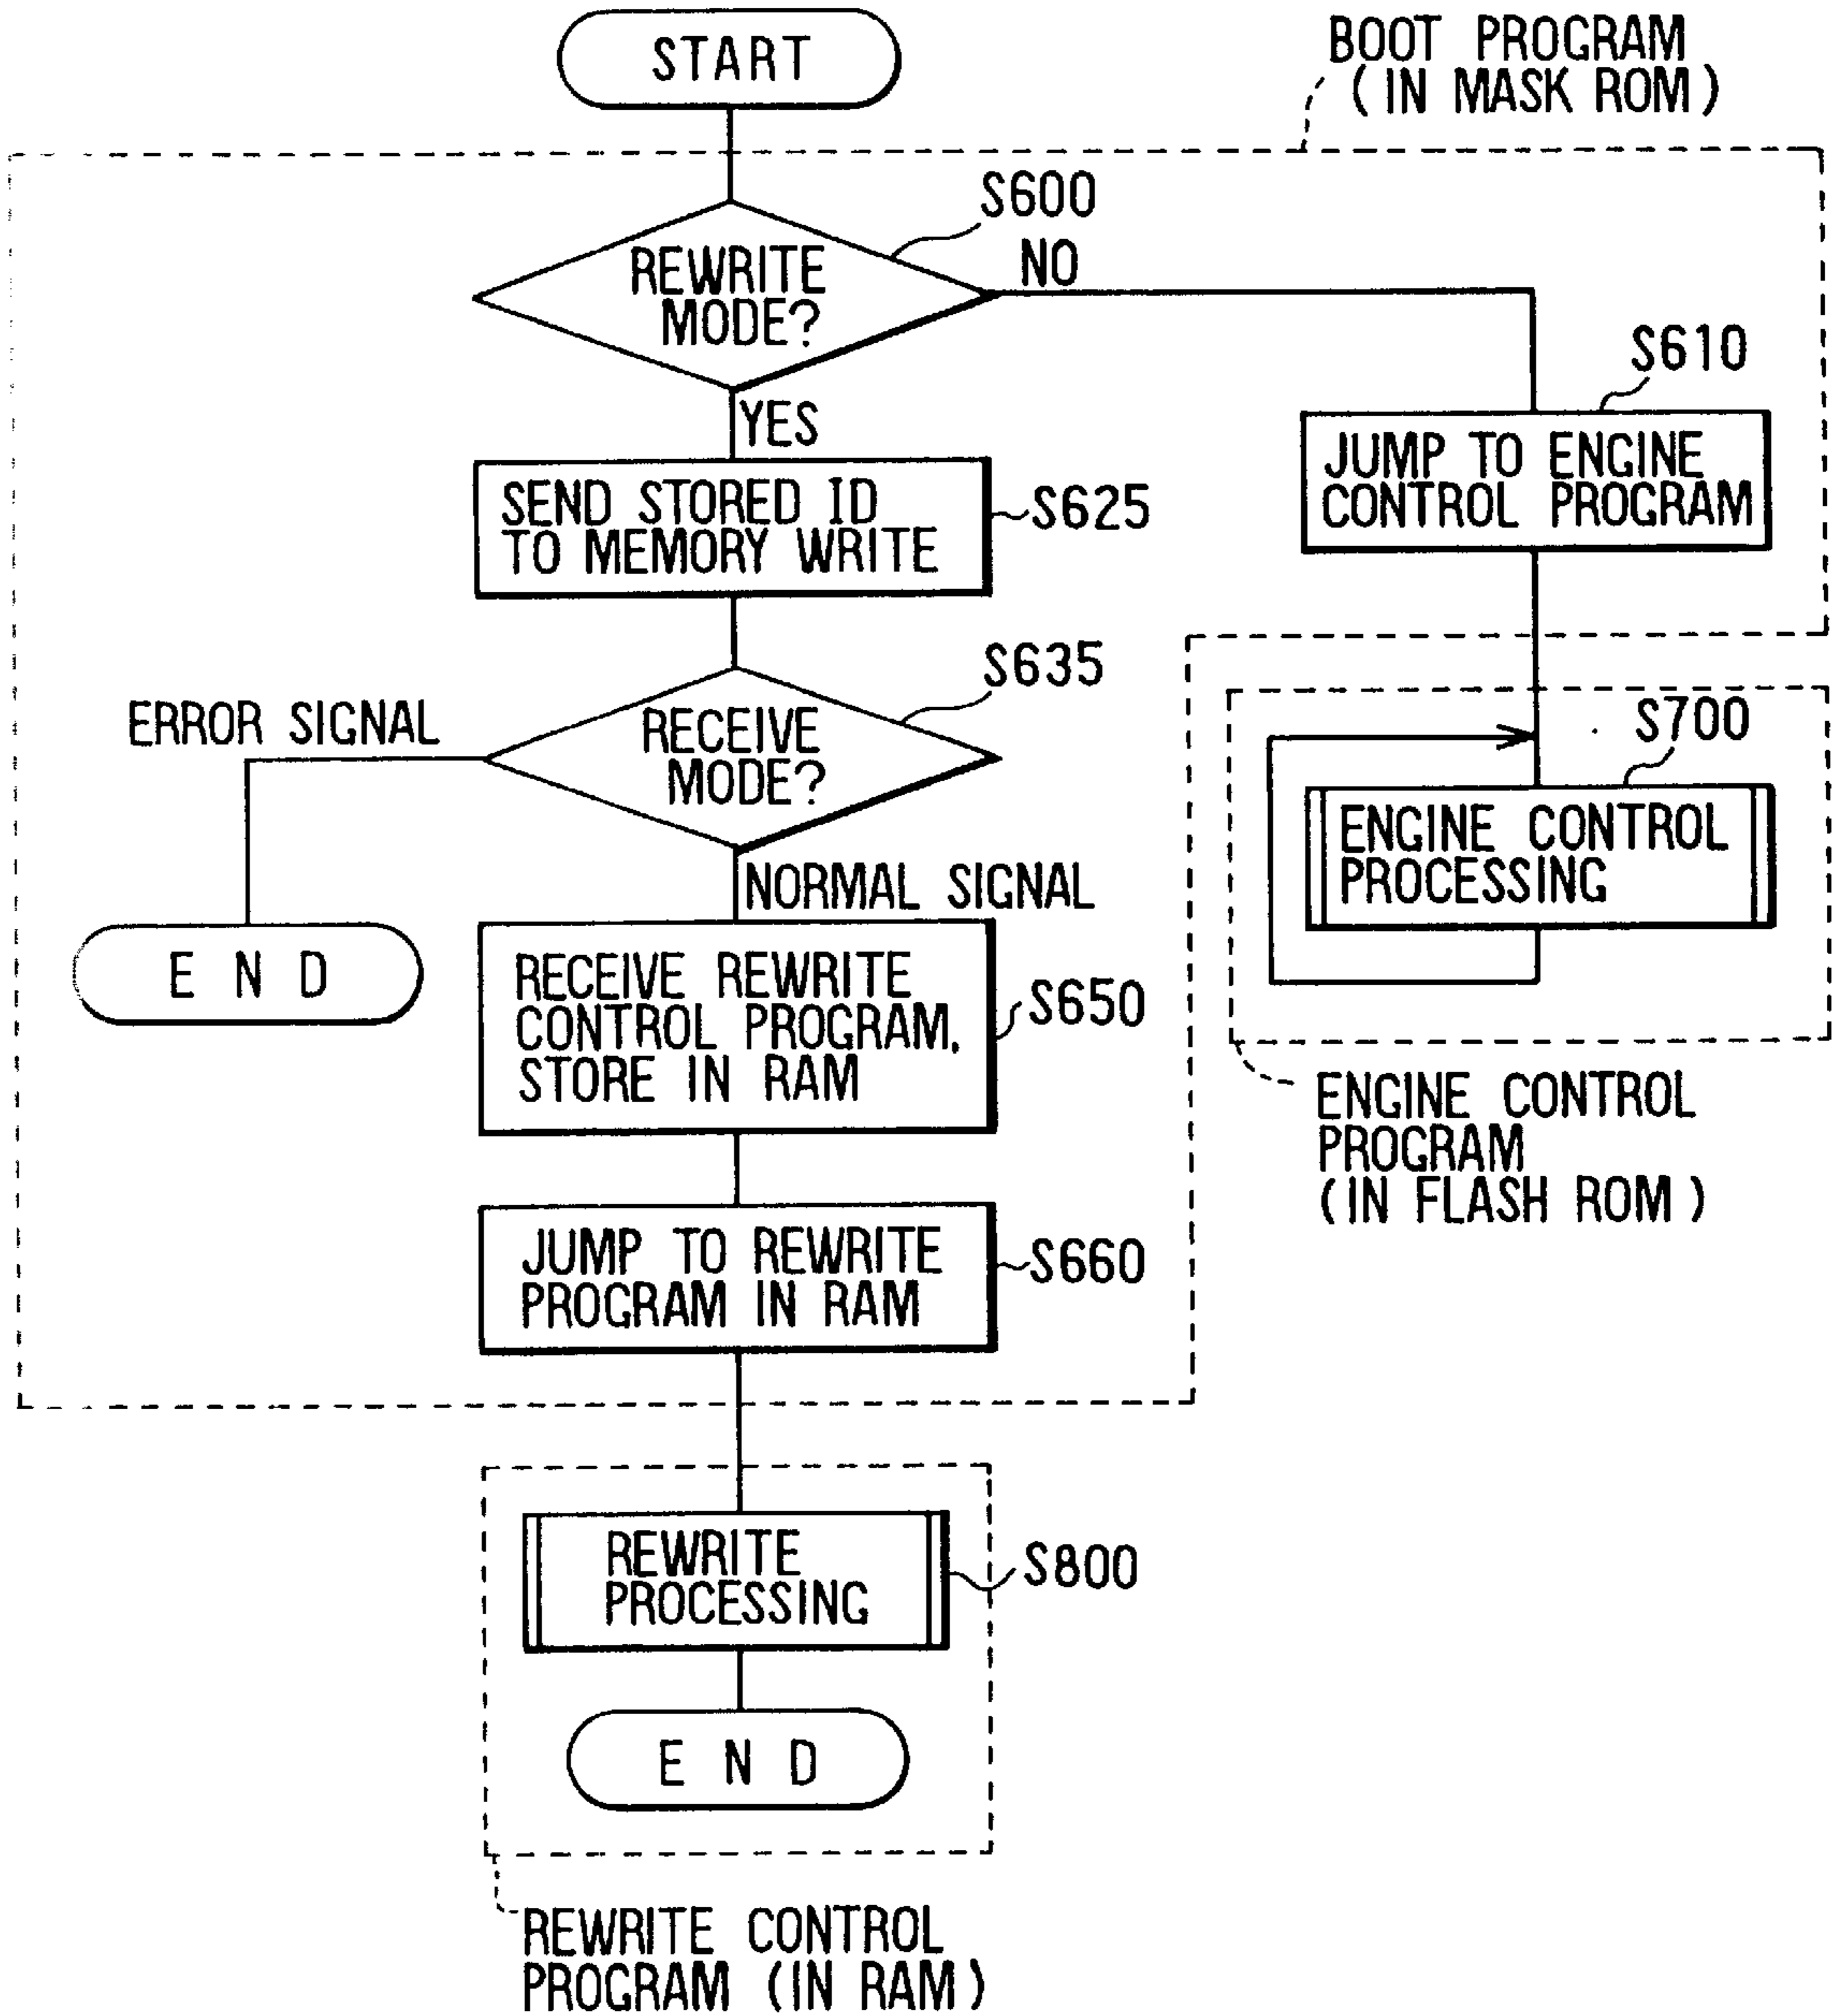 START
BOOT PROGRAM
(IN MASK ROM)
S600
REWRITE
MODE?
NO
YES
S610
JUMP TO ENGINE
CONTROL PROGRAM
SEND STORED ID
TO MEMORY WRITE
S625
S635
RECEIVE
MODE?
ERROR SIGNAL
NORMAL SIGNAL
END
S700
ENGINE CONTROL
PROCESSING
ENGINE CONTROL
PROGRAM
(IN FLASH ROM)
RECEIVE REWRITE
CONTROL PROGRAM,
STORE IN RAM
S650
JUMP TO REWRITE
PROGRAM IN RAM
S660
REWRITE
PROCESSING
S800
END
REWRITE CONTROL
PROGRAM (IN RAM)